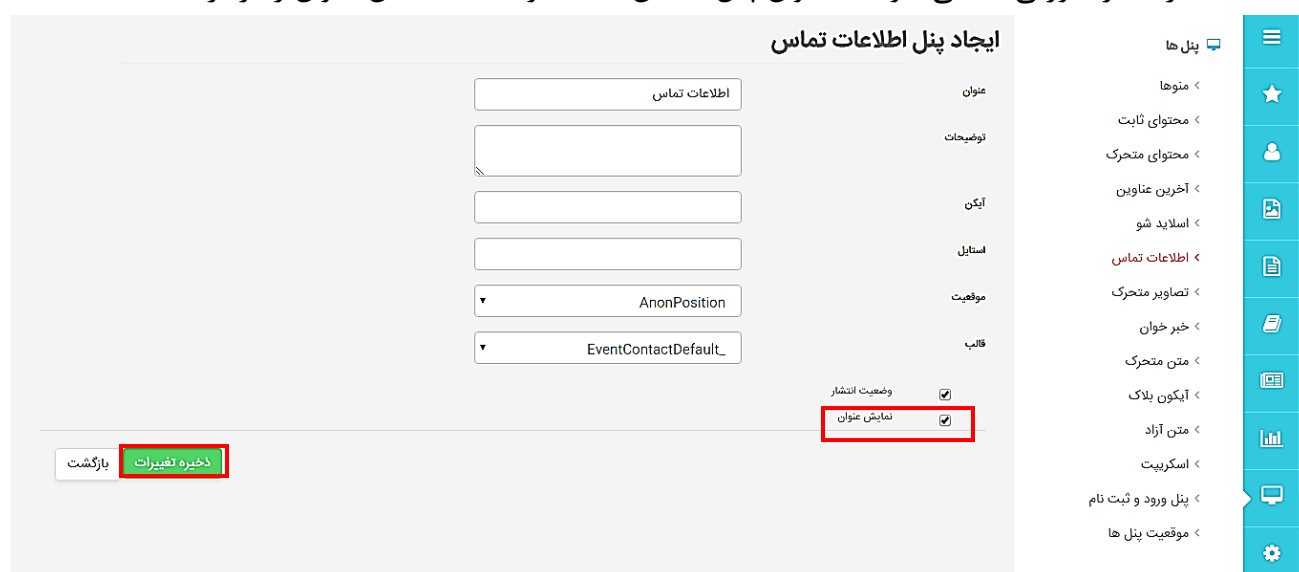 ایجاد پنل اطلاعات تماس
عنوان
اطلاعات تماس
توضیحات
آیکن
استایل
موقعیت
AnonPosition
قالب
EventContactDefault_
وضعیت انتشار
نمایش عنوان
ذخیره تغییرات
بازگشت
پنل ها
منوها
محتوای ثابت
محتوای متحرک
آخرین عناوین
اسلاید شو
اطلاعات تماس
تصاویر متحرک
خبر خوان
متن متحرک
آیکون بلاک
متن آزاد
اسکریپت
پنل ورود و ثبت نام
موقعیت پنل ها